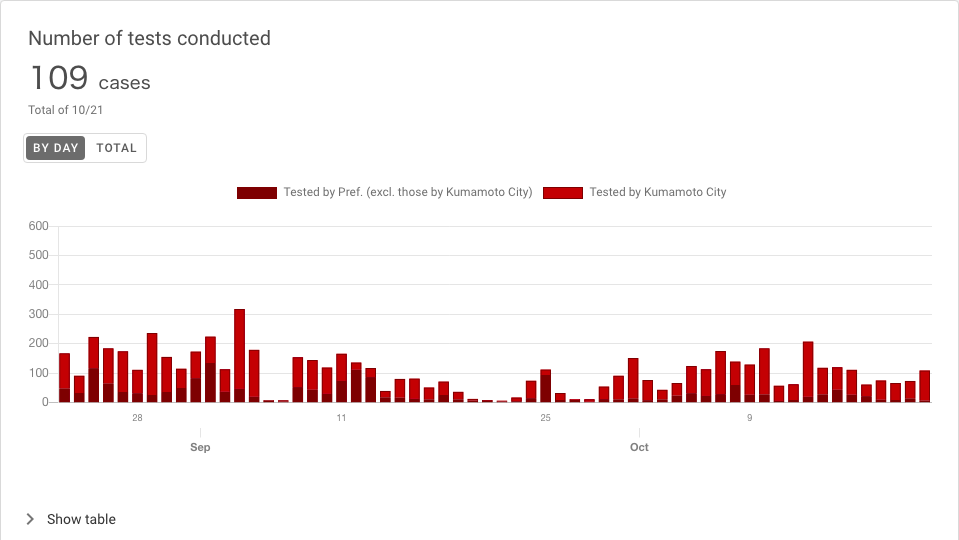 Number of tests conducted
109 cases
Total of 10/21
BY DAY TOTAL
Tested by Pref. (excl. those by Kumamoto City) Tested by Kumamoto City
600
500
400
300
200
100
0
28 11 25 9
Sep Oct
Show table